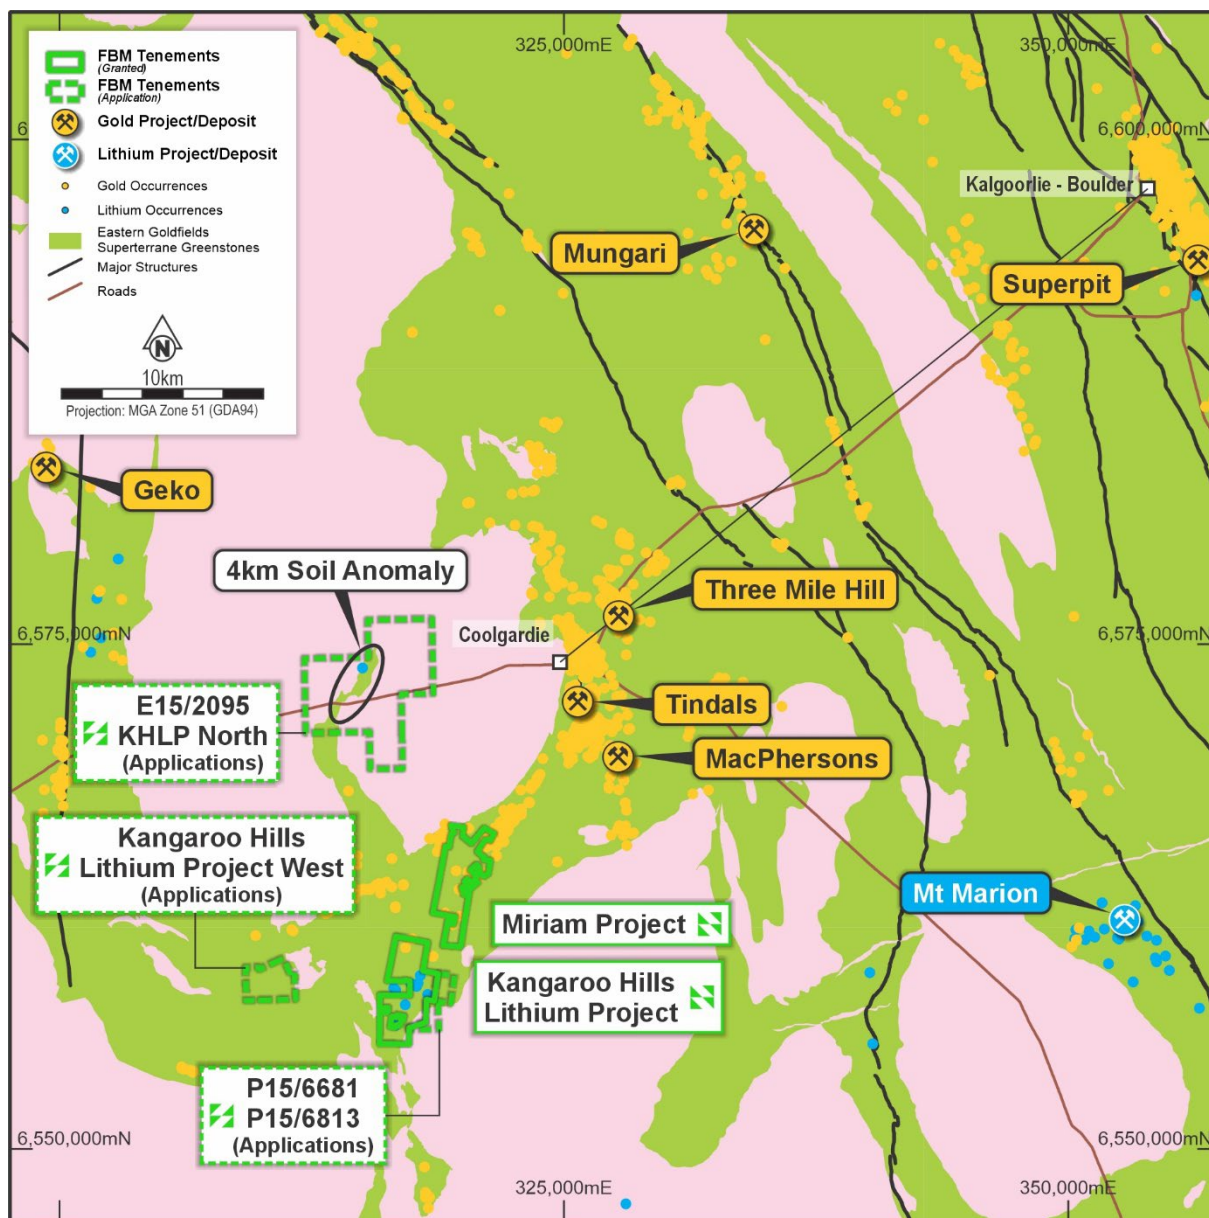 FBM Tenements
(Granted)
FBM Tenements
(Application)
Gold Project/Deposit
Lithium Project/Deposit
Gold Occurrences
Lithium Occurrences
Eastern Goldfields
Superterrane Greenstones
Major Structures
Roads
N
10km
Projection: MGA Zone 51 (GDA94)
325,000mE
350,000mE
6
6,600,000mN
Kalgoorlie - Boulder
Mungari
Superpit
Geko
4km Soil Anomaly
Three Mile Hill
6,575,000mN
Coolgardie
6,575,000mN
E15/2095
KHLP North
(Applications)
Tindals
MacPhersons
Kangaroo Hills
Lithium Project West
(Applications)
Mt Marion
Miriam Project
Kangaroo Hills
Lithium Project
P15/6681
P15/6813
(Applications)
6,550,000mN
6,550,000mN
325,000mE
350,000mE